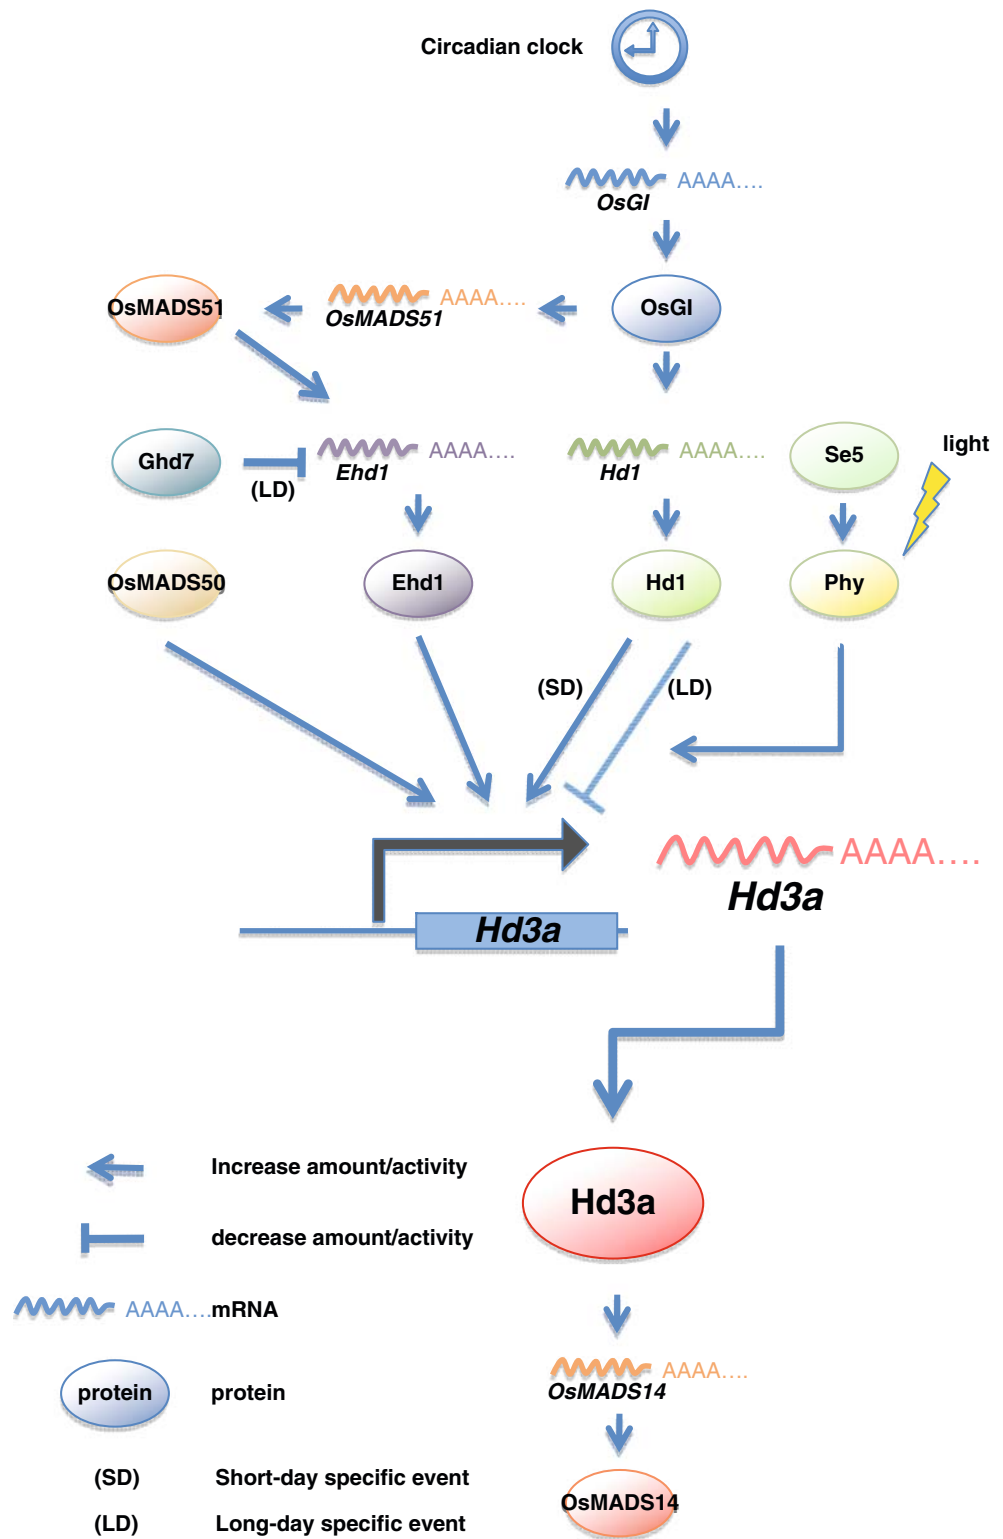 Circadian clock
AAAA....
OsGI
OsMADS51
AAAA....
OsMADS51
OsGI
Ghd7
(LD)
AAAA....
Ehd1
AAAA....
Hd1
Se5
light
OsMADS50
Ehd1
Hd1
Phy
(SD)
(LD)
AAAA....
Hd3a
Hd3a
Increase amount/activity
Hd3a
decrease amount/activity
AAAA.... mRNA
AAAA....
OsMADS14
protein protein
(SD) Short-day specific event
OsMADS14
(LD) Long-day specific event